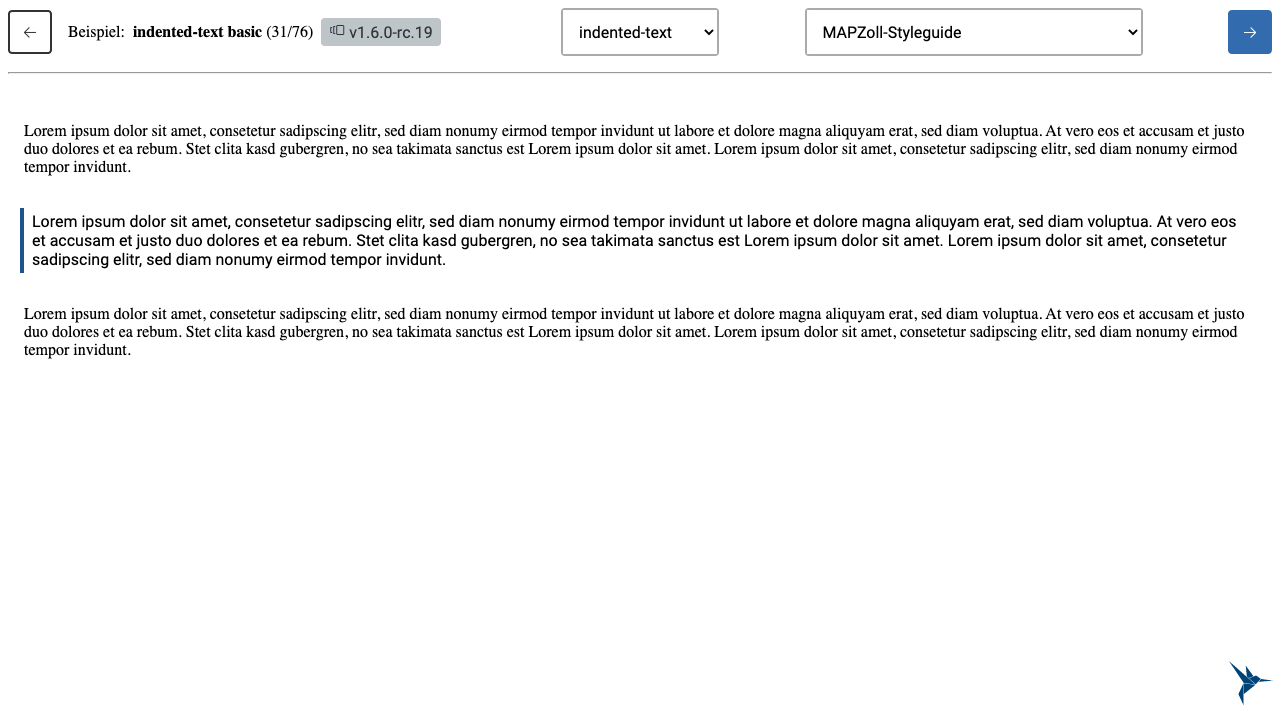 Beispiel: indented-text basic (31/76) v1.6.0-rc.19 indented-text MAPZoll-Styleguide
Lorem ipsum dolor sit amet, consetetur sadipscing elitr, sed diam nonumy eirmod tempor invidunt ut labore et dolore magna aliquyam erat, sed diam voluptua. At vero eos et accusam et justo
duo dolores et ea rebum. Stet clita kasd gubergren, no sea takimata sanctus est Lorem ipsum dolor sit amet. Lorem ipsum dolor sit amet, consetetur sadipscing elitr, sed diam nonumy eirmod
tempor invidunt.
Lorem ipsum dolor sit amet, consetetur sadipscing elitr, sed diam nonumy eirmod tempor invidunt ut labore et dolore magna aliquyam erat, sed diam voluptua. At vero eos
et accusam et justo duo dolores et ea rebum. Stet clita kasd gubergren, no sea takimata sanctus est Lorem ipsum dolor sit amet. Lorem ipsum dolor sit amet, consetetur
sadipscing elitr, sed diam nonumy eirmod tempor invidunt.
Lorem ipsum dolor sit amet, consetetur sadipscing elitr, sed diam nonumy eirmod tempor invidunt ut labore et dolore magna aliquyam erat, sed diam voluptua. At vero eos et accusam et justo
duo dolores et ea rebum. Stet clita kasd gubergren, no sea takimata sanctus est Lorem ipsum dolor sit amet. Lorem ipsum dolor sit amet, consetetur sadipscing elitr, sed diam nonumy eirmod
tempor invidunt.